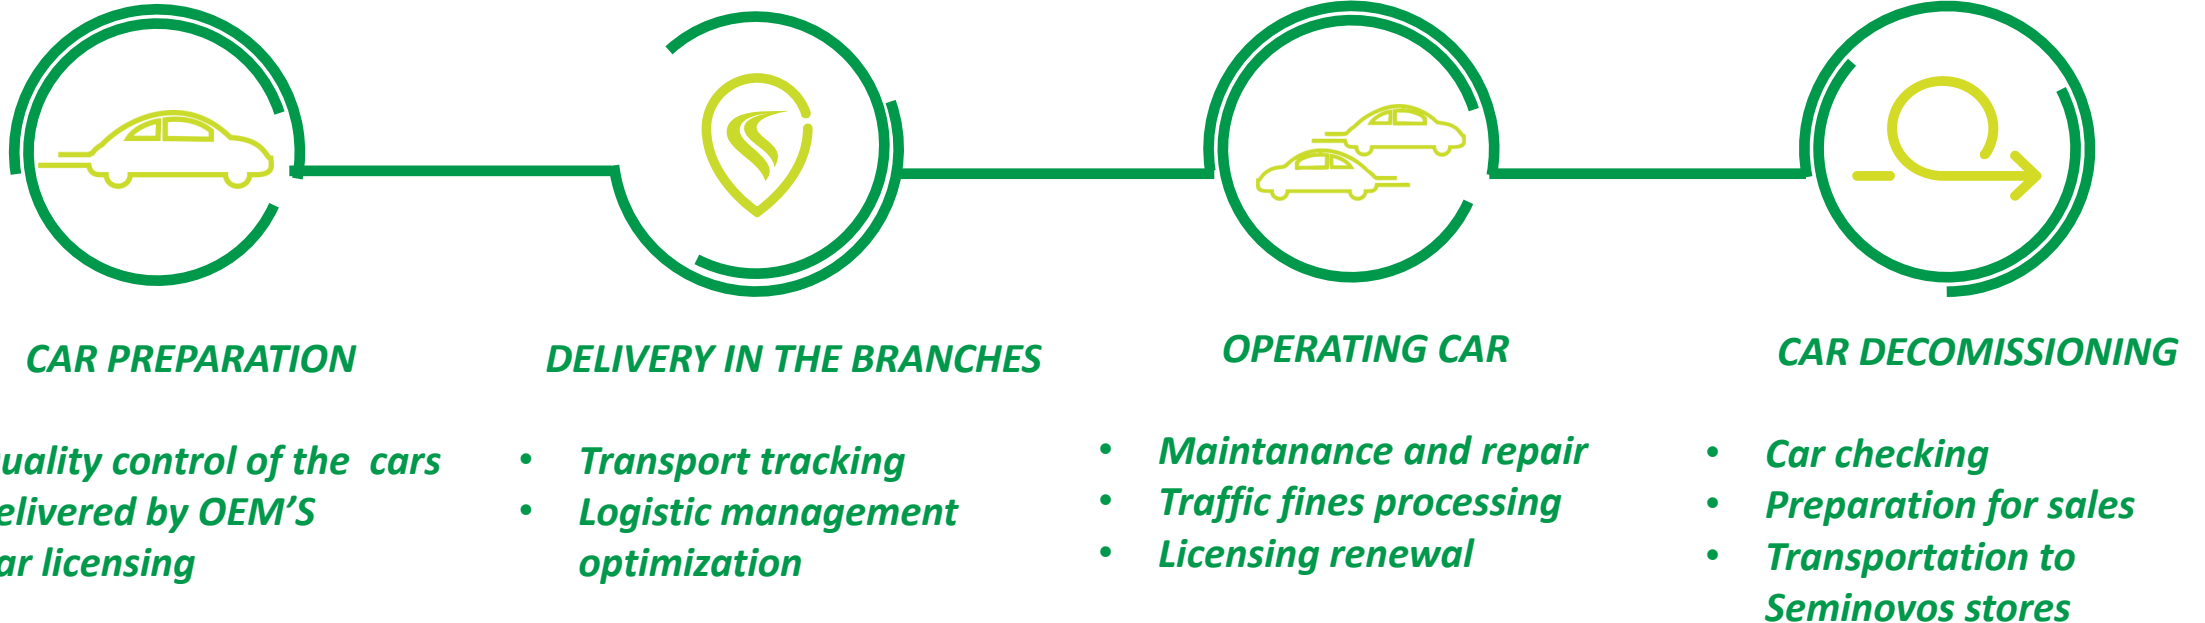 CAR PREPARATION
uality control of the cars
elivered by OEM'S
ar licensing
DELIVERY IN THE BRANCHES
• Transport tracking
• Logistic management
optimization
OPERATING CAR
• Maintanance and repair
• Traffic fines processing
• Licensing renewal
CAR DECOMISSIONING
• Car checking
• Preparation for sales
• Transportation to
Seminovos stores